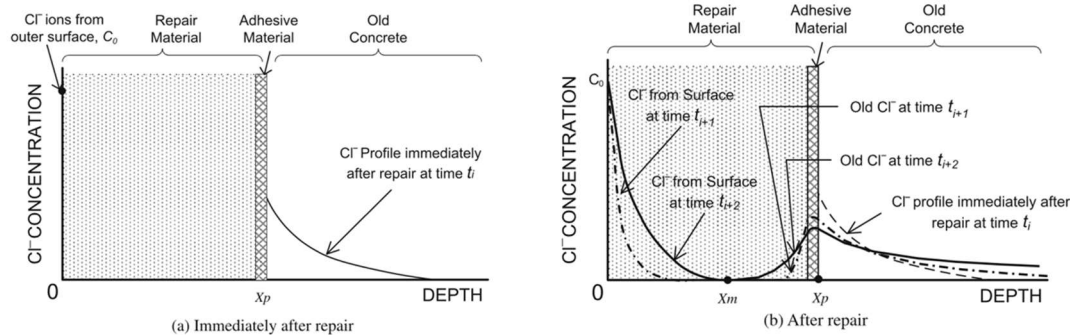 Cl⁻ ions from
outer surface, C₀
Repair
Material
Adhesive
Material
Old
Concrete
Cl⁻ CONCENTRATION
Cl⁻ Profile immediately
after repair at time tᵢ
0
Xp
DEPTH
(a) Immediately after repair
Repair
Material
Adhesive
Material
Old
Concrete
C₀
Cl⁻ CONCENTRATION
Cl⁻ from Surface
at time tᵢ₊₁
Old Cl⁻ at time tᵢ₊₁
Old Cl⁻ at time tᵢ₊₂
Cl⁻ from Surface
at time tᵢ₊₂
Cl⁻ profile immediately after
repair at time tᵢ
0
Xm
Xp
DEPTH
(b) After repair